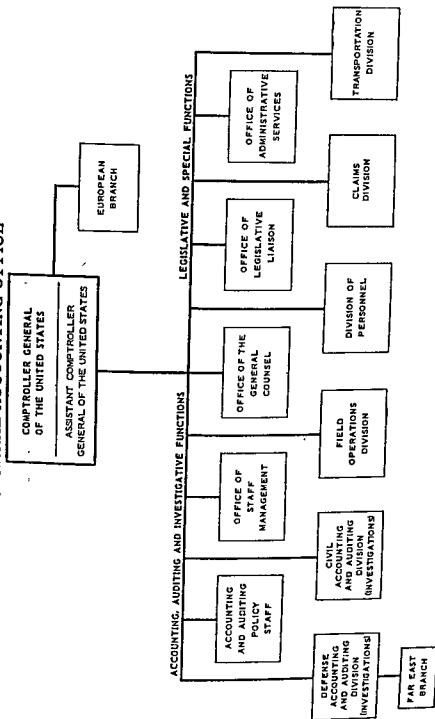 COMPTROLLER GENERAL
OF THE UNITED STATES
ASSISTANT COMPTROLLER
GENERAL OF THE UNITED STATES
EUROPEAN
BRANCH
ACCOUNTING, AUDITING AND INVESTIGATIVE FUNCTIONS
LEGISLATIVE AND SPECIAL FUNCTIONS
ACCOUNTING
AND AUDITING
POLICY
STAFF
OFFICE OF
STAFF
MANAGEMENT
OFFICE OF THE
GENERAL
COUNSEL
OFFICE OF
LEGISLATIVE
LIAISON
OFFICE OF
ADMINISTRATIVE
SERVICES
DEFENSE
ACCOUNTING
AND AUDITING
DIVISION
(INVESTIGATIONS)
CIVIL
ACCOUNTING
AND AUDITING
DIVISION
(INVESTIGATIONS)
FIELD
OPERATIONS
DIVISION
DIVISION OF
PERSONNEL
CLAIMS
DIVISION
TRANSPORTATION
DIVISION
FAR EAST
BRANCH